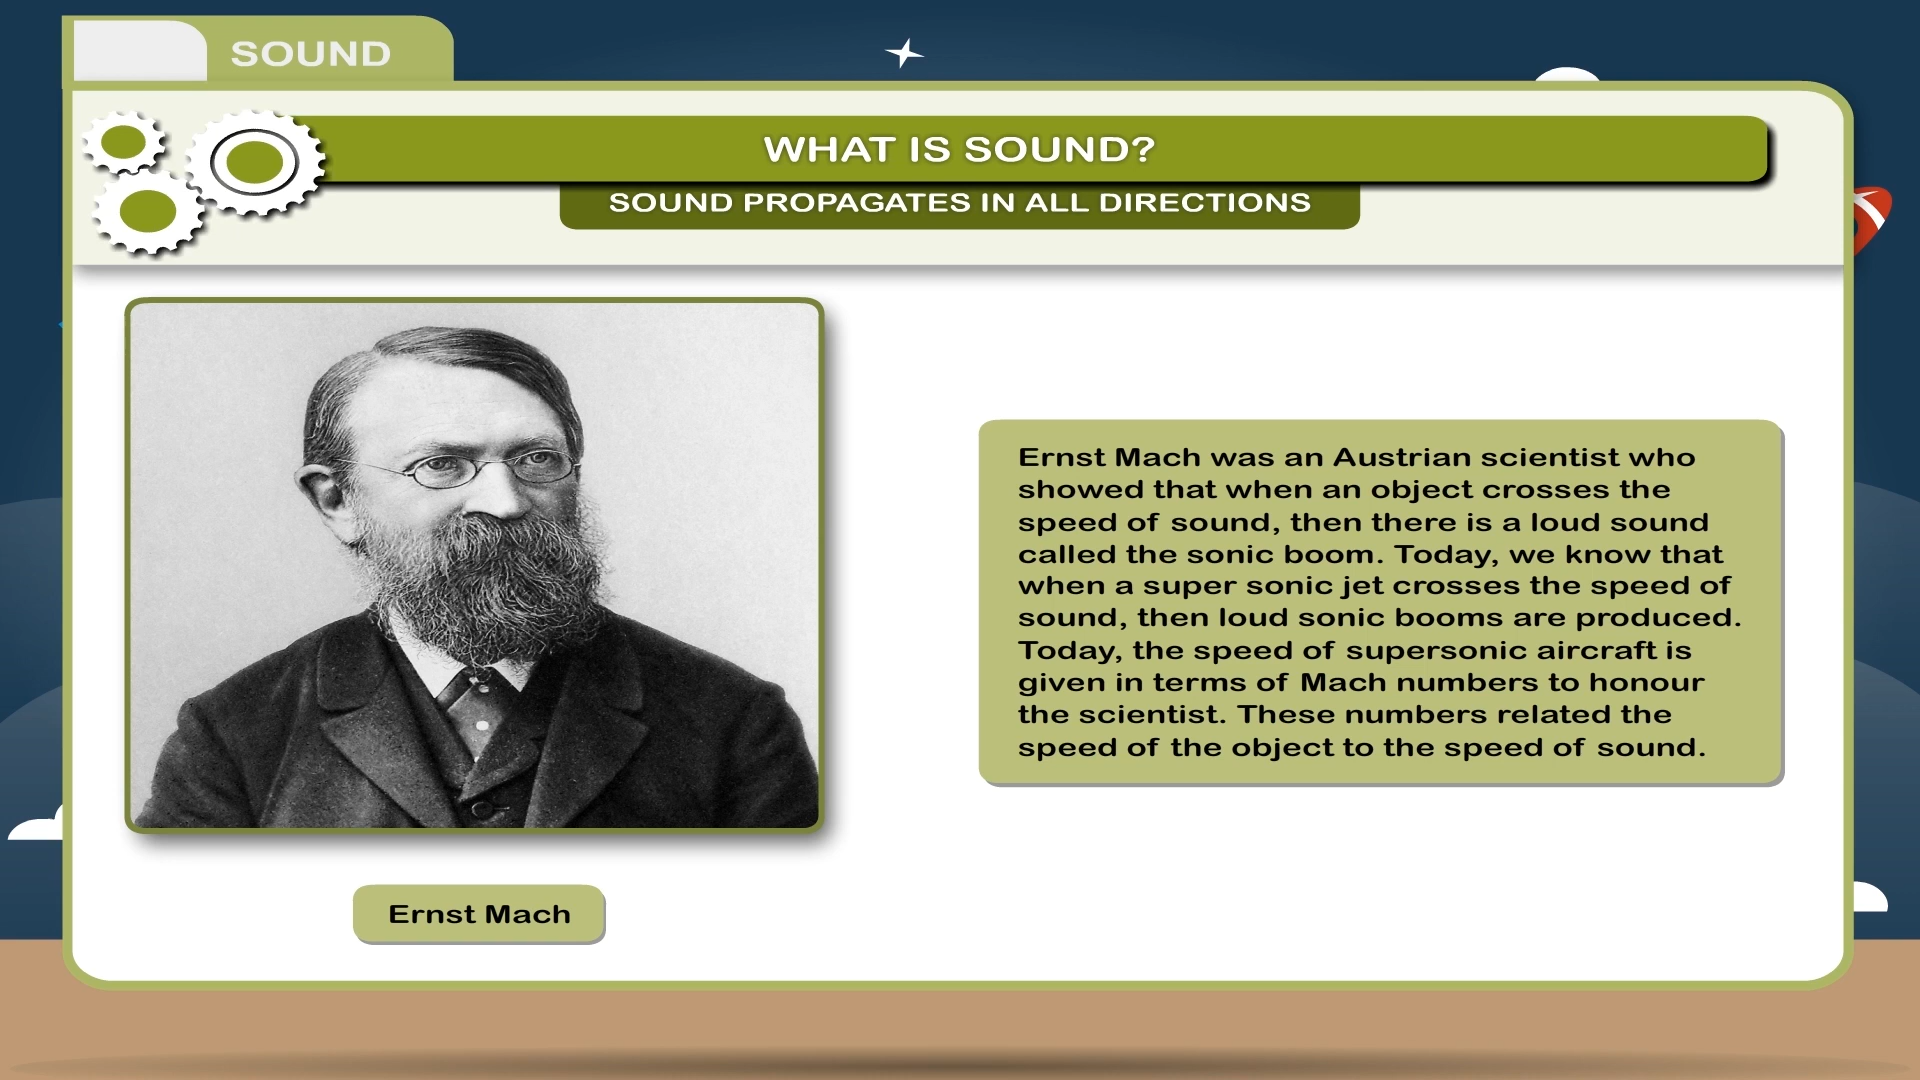 SOUND
WHAT IS SOUND?
SOUND PROPAGATES IN ALL DIRECTIONS
Ernst Mach was an Austrian scientist who
showed that when an object crosses the
speed of sound, then there is a loud sound
called the sonic boom. Today, we know that
when a super sonic jet crosses the speed of
sound, then loud sonic booms are produced.
Today, the speed of supersonic aircraft is
given in terms of Mach numbers to honour
the scientist. These numbers related the
speed of the object to the speed of sound.
Ernst Mach